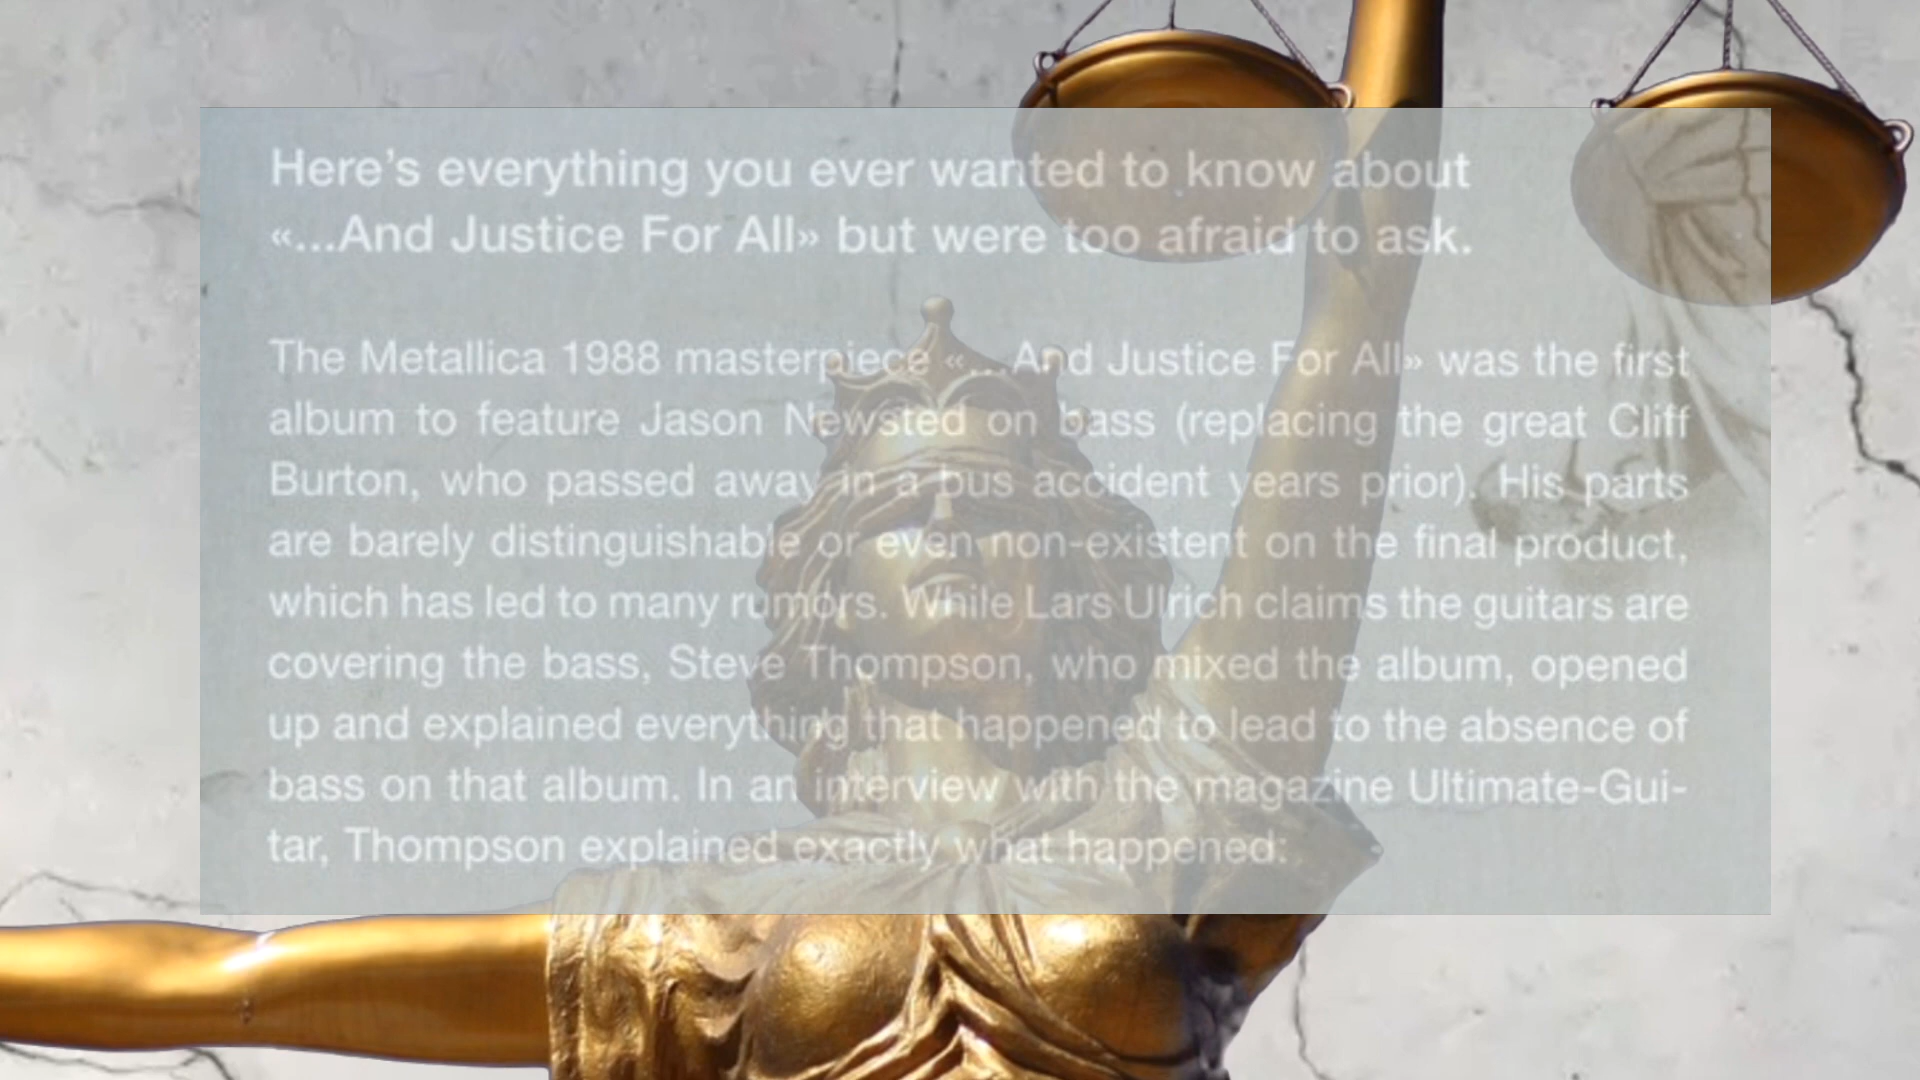 Here's everything you ever wanted to know about
«...And Justice For All» but were too afraid to ask.
The Metallica 1988 masterpiece «...And Justice For All» was the first
album to feature Jason Newsted on bass (replacing the great Cliff
Burton, who passed away in a bus accident years prior). His parts
are barely distinguishable or even non-existent on the final product,
which has led to many rumors. While Lars Ulrich claims the guitars are
covering the bass, Steve Thompson, who mixed the album, opened
up and explained everything that happened to lead to the absence of
bass on that album. In an interview with the magazine Ultimate-Gui-
tar, Thompson explained exactly what happened: